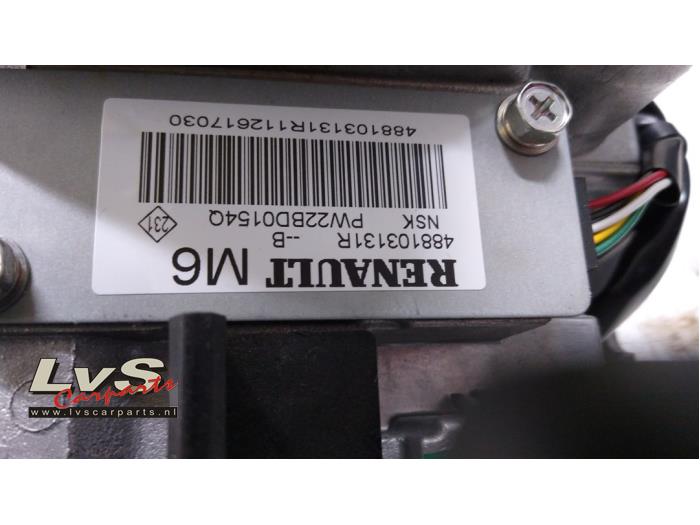 RENAULT M6
488103131R
--B
NSK PW22BD0154Q
231
488103131R112617030
LvS
Carparts
www.lvscarparts.nl